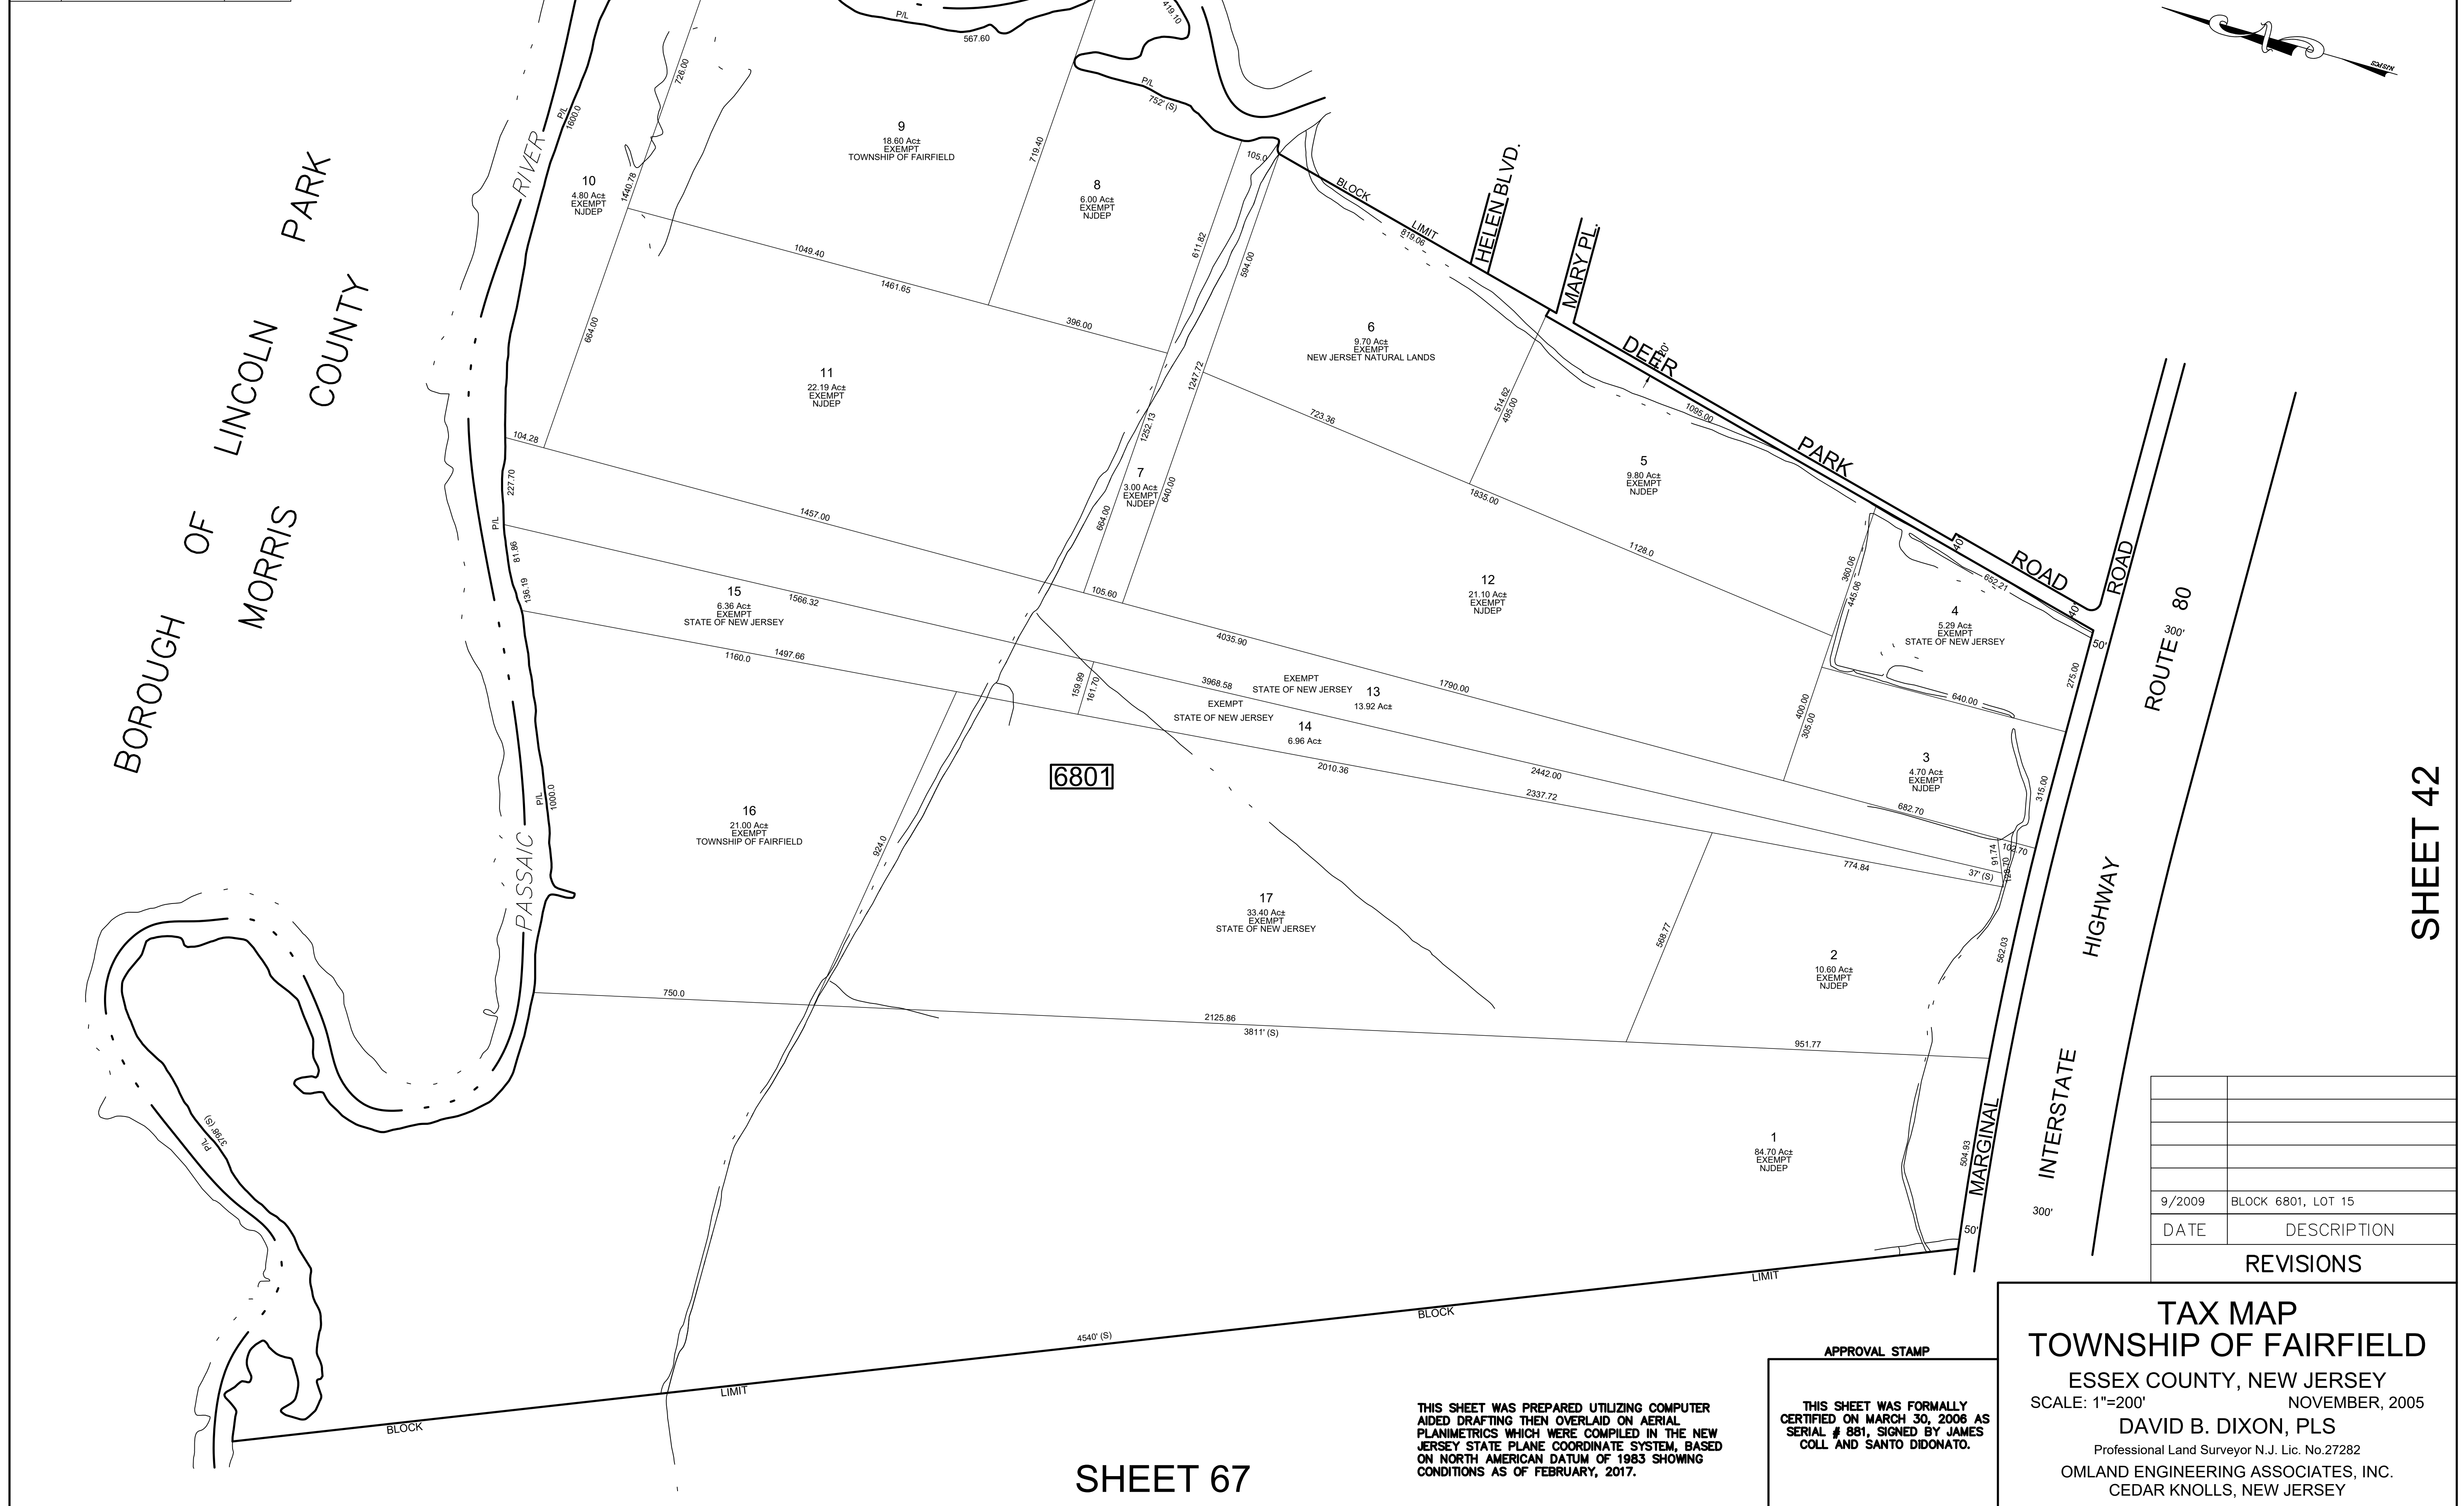 P/L
567.60
419.10
P/L
752' (S)
NJSPCS
726.00
P/L
1600.0
RIVER
9
18.60 Ac±
EXEMPT
TOWNSHIP OF FAIRFIELD
719.40
105.0
10
4.80 Ac±
EXEMPT
NJDEP
1440.78
8
6.00 Ac±
EXEMPT
NJDEP
BLOCK
LIMIT
819.06
HELEN BLVD.
MARY PL.
1049.40
1461.65
396.00
611.82
594.00
664.00
6
9.70 Ac±
EXEMPT
NEW JERSET NATURAL LANDS
DEER
20'
PARK
ROAD
11
22.19 Ac±
EXEMPT
NJDEP
1247.72
723.36
514.62
495.00
1095.00
104.28
227.70
P/L
1252.13
7
3.00 Ac±
EXEMPT
NJDEP
640.00
664.00
5
9.80 Ac±
EXEMPT
NJDEP
1835.00
1128.0
1457.00
81.86
136.19
15
6.36 Ac±
EXEMPT
STATE OF NEW JERSEY
1566.32
105.60
12
21.10 Ac±
EXEMPT
NJDEP
360.06
445.06
40'
652.21
40'
ROAD
4
5.29 Ac±
EXEMPT
STATE OF NEW JERSEY
50'
300'
ROUTE 80
275.00
640.00
1160.0
1497.66
4035.90
159.99
161.70
3968.58
EXEMPT
STATE OF NEW JERSEY
13
13.92 Ac±
1790.00
EXEMPT
STATE OF NEW JERSEY
14
6.96 Ac±
400.00
305.00
2010.36
2442.00
2337.72
3
4.70 Ac±
EXEMPT
NJDEP
315.00
682.70
102.70
91.74
128.70
37' (S)
774.84
6801
P/L
1000.0
16
21.00 Ac±
EXEMPT
TOWNSHIP OF FAIRFIELD
924.0
PASSAIC
17
33.40 Ac±
EXEMPT
STATE OF NEW JERSEY
568.77
2
10.60 Ac±
EXEMPT
NJDEP
562.03
HIGHWAY
750.0
2125.86
3811' (S)
951.77
BOROUGH OF LINCOLN PARK
MORRIS COUNTY
SHEET 42
P/L
3798' (S)
1
84.70 Ac±
EXEMPT
NJDEP
504.93
MARGINAL
INTERSTATE
300'
50'
BLOCK
LIMIT
4540' (S)
BLOCK
LIMIT
SHEET 67
9/2009 BLOCK 6801, LOT 15
DATE DESCRIPTION
REVISIONS
THIS SHEET WAS PREPARED UTILIZING COMPUTER
AIDED DRAFTING THEN OVERLAID ON AERIAL
PLANIMETRICS WHICH WERE COMPILED IN THE NEW
JERSEY STATE PLANE COORDINATE SYSTEM, BASED
ON NORTH AMERICAN DATUM OF 1983 SHOWING
CONDITIONS AS OF FEBRUARY, 2017.
APPROVAL STAMP
THIS SHEET WAS FORMALLY
CERTIFIED ON MARCH 30, 2006 AS
SERIAL # 881, SIGNED BY JAMES
COLL AND SANTO DIDONATO.
TAX MAP
TOWNSHIP OF FAIRFIELD
ESSEX COUNTY, NEW JERSEY
SCALE: 1"=200' NOVEMBER, 2005
DAVID B. DIXON, PLS
Professional Land Surveyor N.J. Lic. No.27282
OMLAND ENGINEERING ASSOCIATES, INC.
CEDAR KNOLLS, NEW JERSEY